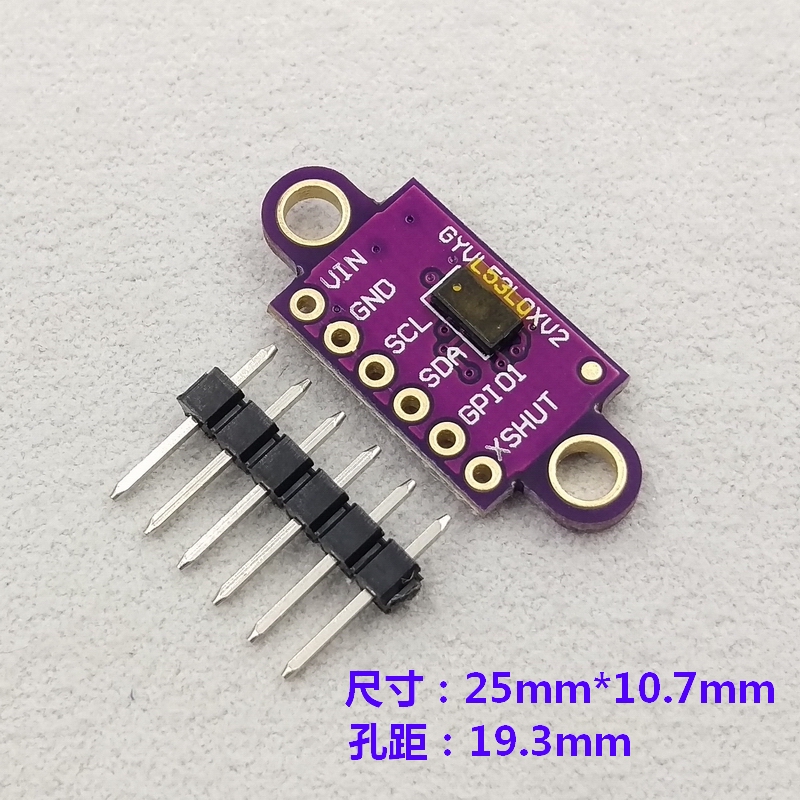 GYVL53L0XV2
VIN
GND
SCL
SDA
GPIO1
XSHUT
尺寸：25mm*10.7mm
孔距：19.3mm